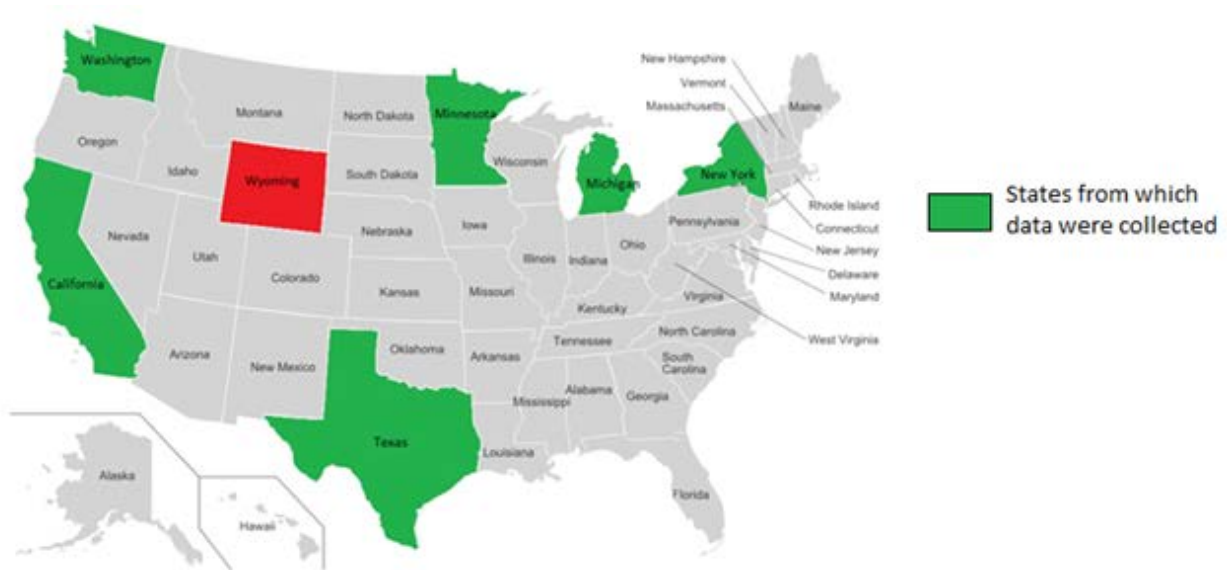 Washington
Montana
North Dakota
Minnesota
New Hampshire
Vermont
Massachusetts
Maine
Oregon
Idaho
Wyoming
South Dakota
Wisconsin
Michigan
New York
Rhode Island
Connecticut
New Jersey
Delaware
Maryland
West Virginia
Nevada
Utah
Colorado
Nebraska
Iowa
Illinois
Indiana
Ohio
Pennsylvania
California
Kansas
Missouri
Kentucky
Virginia
Arizona
New Mexico
Oklahoma
Arkansas
Tennessee
North Carolina
South
Carolina
Texas
Louisiana
Mississippi
Alabama
Georgia
Florida
Alaska
Hawaii
States from which
data were collected